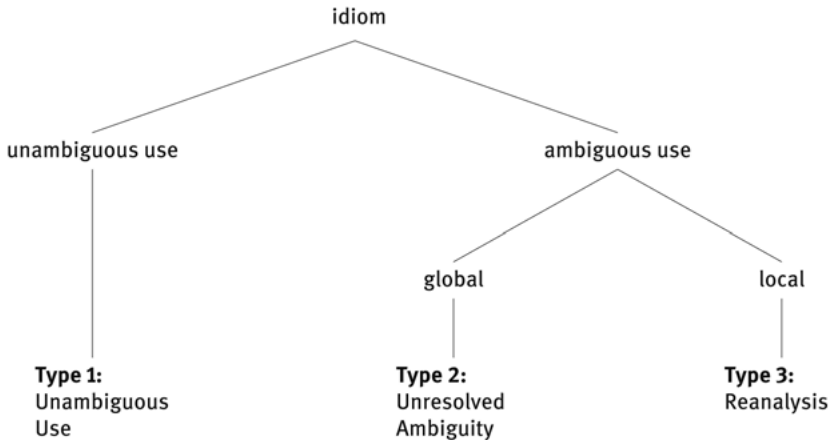 idiom
unambiguous use
ambiguous use
global
local
Type 1:
Unambiguous
Use
Type 2:
Unresolved
Ambiguity
Type 3:
Reanalysis